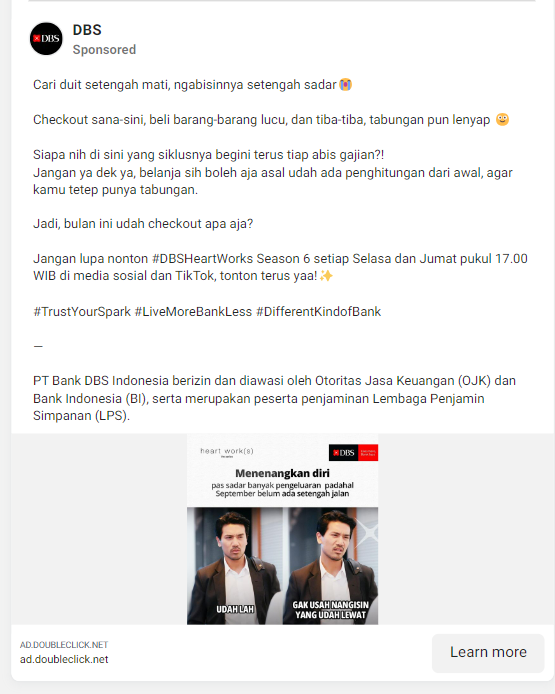 DBS
DBS
Sponsored
Cari duit setengah mati, ngabisinnya setengah sadar😭
Checkout sana-sini, beli barang-barang lucu, dan tiba-tiba, tabungan pun lenyap 🙂
Siapa nih di sini yang siklusnya begini terus tiap abis gajian?!
Jangan ya dek ya, belanja sih boleh aja asal udah ada penghitungan dari awal, agar
kamu tetep punya tabungan.
Jadi, bulan ini udah checkout apa aja?
Jangan lupa nonton #DBSHeartWorks Season 6 setiap Selasa dan Jumat pukul 17.00
WIB di media sosial dan TikTok, tonton terus yaa!✨
#TrustYourSpark #LiveMoreBankLess #DifferentKindofBank
—
PT Bank DBS Indonesia berizin dan diawasi oleh Otoritas Jasa Keuangan (OJK) dan
Bank Indonesia (BI), serta merupakan peserta penjaminan Lembaga Penjamin
Simpanan (LPS).
heart work(s)
DBS
Menenangkan diri
pas sadar banyak pengeluaran padahal
September belum ada setengah jalan
UDAH LAH
GAK USAH NANGISIN
YANG UDAH LEWAT
AD.DOUBLECLICK.NET
ad.doubleclick.net
Learn more